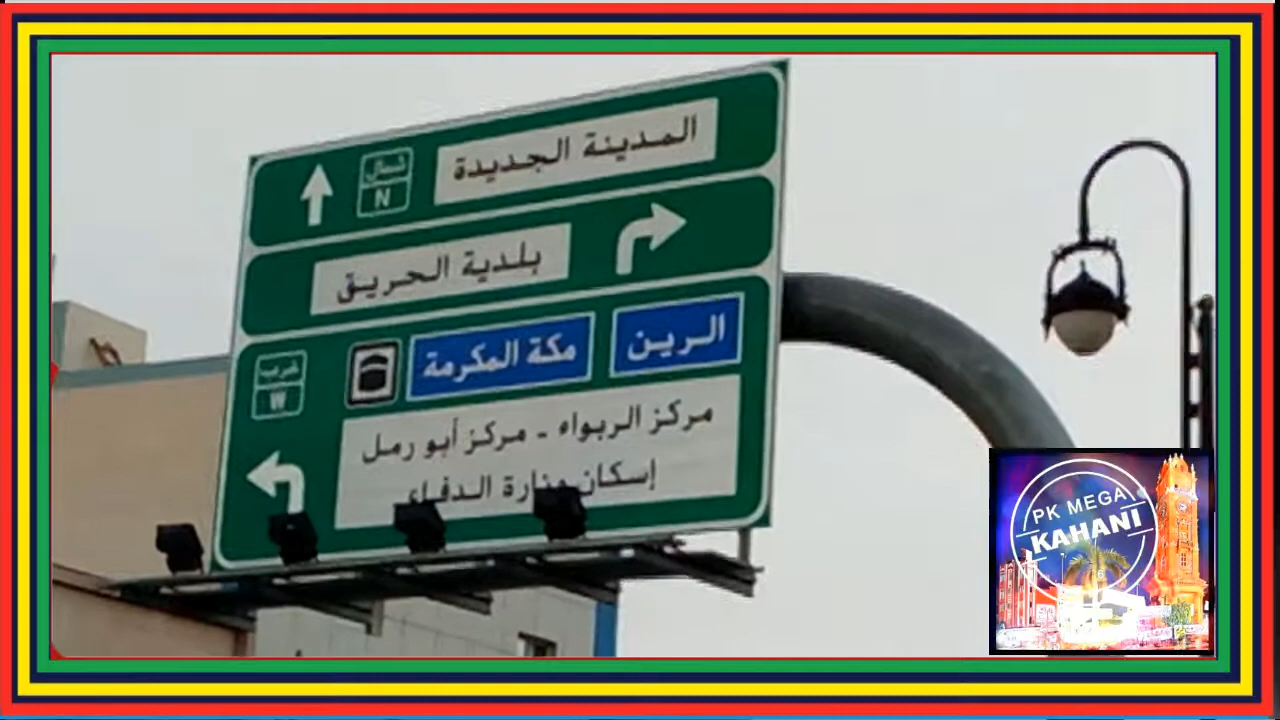 المدينة الجديدة
شمال
N
بلدية الحريق
الرين
مكة المكرمة
غرب
W
مركز الربواء - مركز أبو رمل
إسكان وزارة الدفاع
PK MEGA
KAHANI